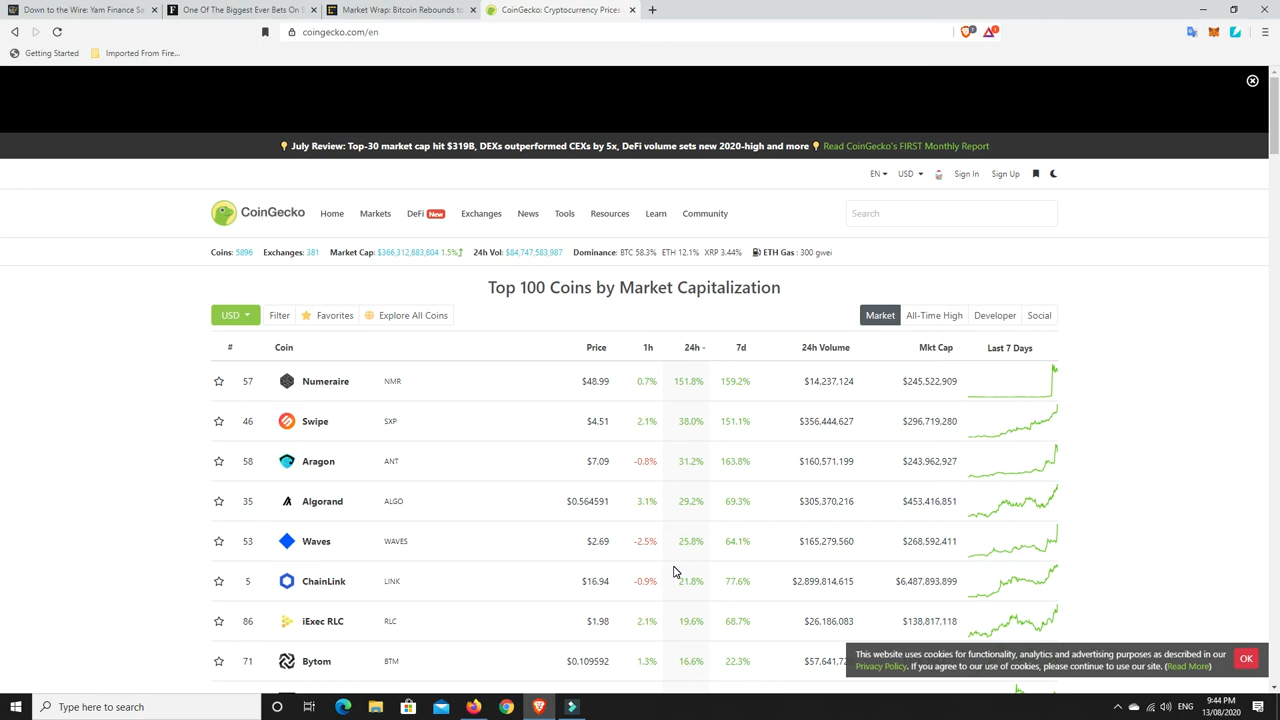 Down to the Wire: Yam Finance Sa
One Of The Biggest Ever Bets On B
Market Wrap: Bitcoin Rebounds to
CoinGecko: Cryptocurrency Prices
coingecko.com/en
Getting Started Imported From Fire...
July Review: Top-30 market cap hit $319B, DEXs outperformed CEXs by 5x, DeFi volume sets new 2020-high and more Read CoinGecko's FIRST Monthly Report
EN USD Sign In Sign Up
CoinGecko Home Markets DeFi New Exchanges News Tools Resources Learn Community Search
Coins: 5896 Exchanges: 381 Market Cap: $366,312,883,804 1.5% 24h Vol: $84,747,583,987 Dominance: BTC 58.3% ETH 12.1% XRP 3.44% ETH Gas : 300 gwei
Top 100 Coins by Market Capitalization
USD Filter Favorites Explore All Coins Market All-Time High Developer Social
# Coin Price 1h 24h 7d 24h Volume Mkt Cap Last 7 Days
57 Numeraire NMR $48.99 0.7% 151.8% 159.2% $14,237,124 $245,522,909
46 Swipe SXP $4.51 2.1% 38.0% 151.1% $356,444,627 $296,719,280
58 Aragon ANT $7.09 -0.8% 31.2% 163.8% $160,571,199 $243,962,927
35 Algorand ALGO $0.564591 3.1% 29.2% 69.3% $305,370,216 $453,416,851
53 Waves WAVES $2.69 -2.5% 25.8% 64.1% $165,279,560 $268,592,411
5 ChainLink LINK $16.94 -0.9% 21.8% 77.6% $2,899,814,615 $6,487,893,899
86 iExec RLC RLC $1.98 2.1% 19.6% 68.7% $26,186,083 $138,817,118
71 Bytom BTM $0.109592 1.3% 16.6% 22.3% $57,641,7
This website uses cookies for functionality, analytics and advertising purposes as described in our
Privacy Policy. If you agree to our use of cookies, please continue to use our site. (Read More)
OK
Type here to search
ENG
9:44 PM
13/08/2020